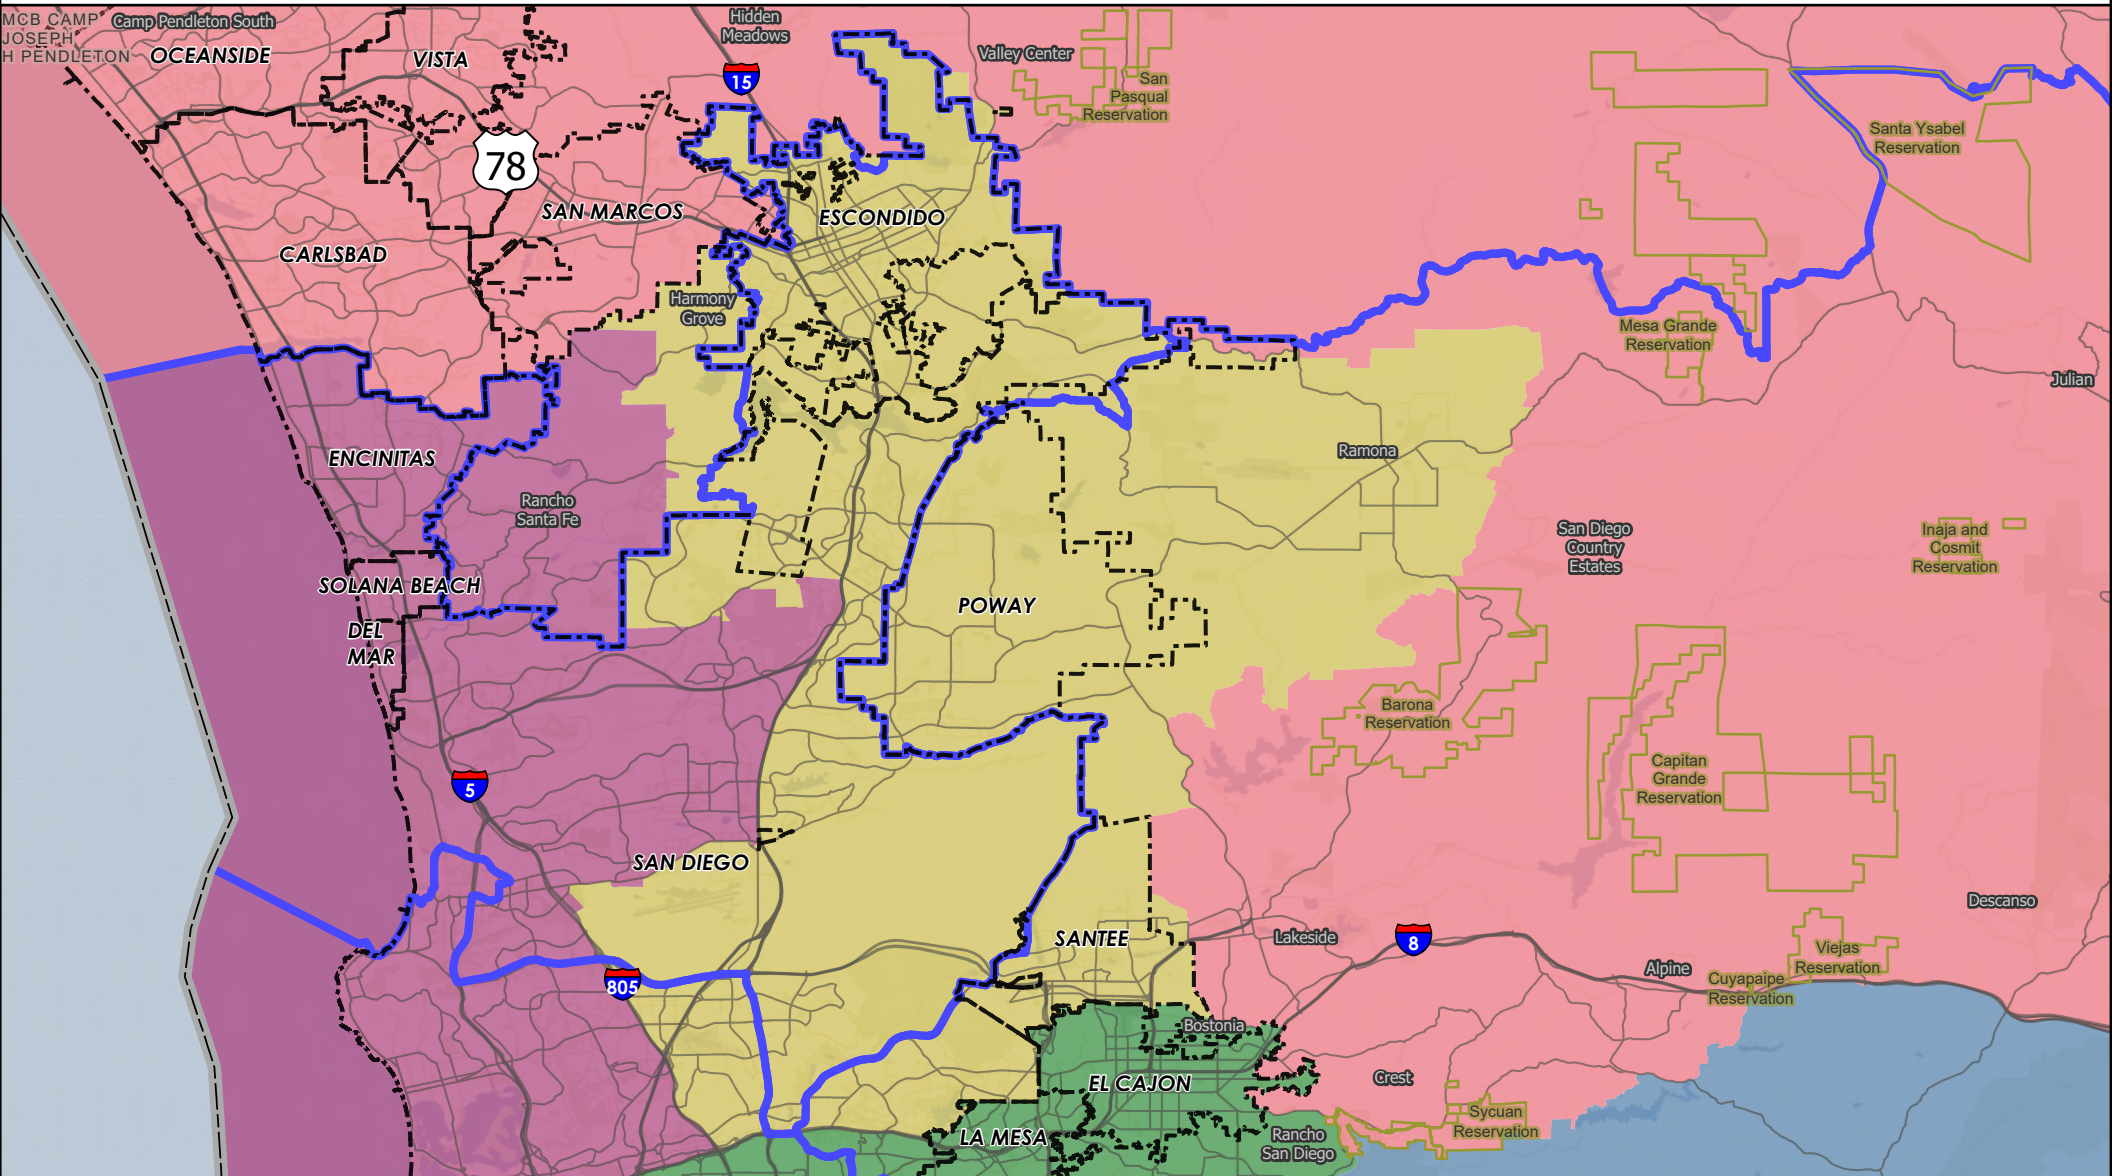 MCB CAMP
JOSEPH
H PENDLETON
Camp Pendleton South
OCEANSIDE
VISTA
Hidden
Meadows
15
Valley Center
San
Pasqual
Reservation
Santa Ysabel
Reservation
78
SAN MARCOS
ESCONDIDO
CARLSBAD
Harmony
Grove
Mesa Grande
Reservation
Julian
ENCINITAS
Rancho
Santa Fe
Ramona
San Diego
Country
Estates
Inaja and
Cosmit
Reservation
SOLANA BEACH
DEL
MAR
POWAY
Barona
Reservation
Capitan
Grande
Reservation
5
SAN DIEGO
Descanso
SANTEE
Lakeside
8
Viejas
Reservation
Alpine
Cuyapaipe
Reservation
805
Bostonia
EL CAJON
Crest
Sycuan
Reservation
LA MESA
Rancho
San Diego